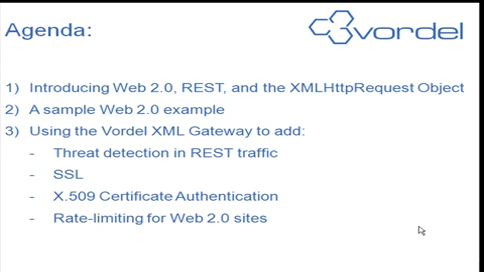 Agenda:
vordel
1) Introducing Web 2.0, REST, and the XMLHttpRequest Object
2) A sample Web 2.0 example
3) Using the Vordel XML Gateway to add:
- Threat detection in REST traffic
- SSL
- X.509 Certificate Authentication
- Rate-limiting for Web 2.0 sites